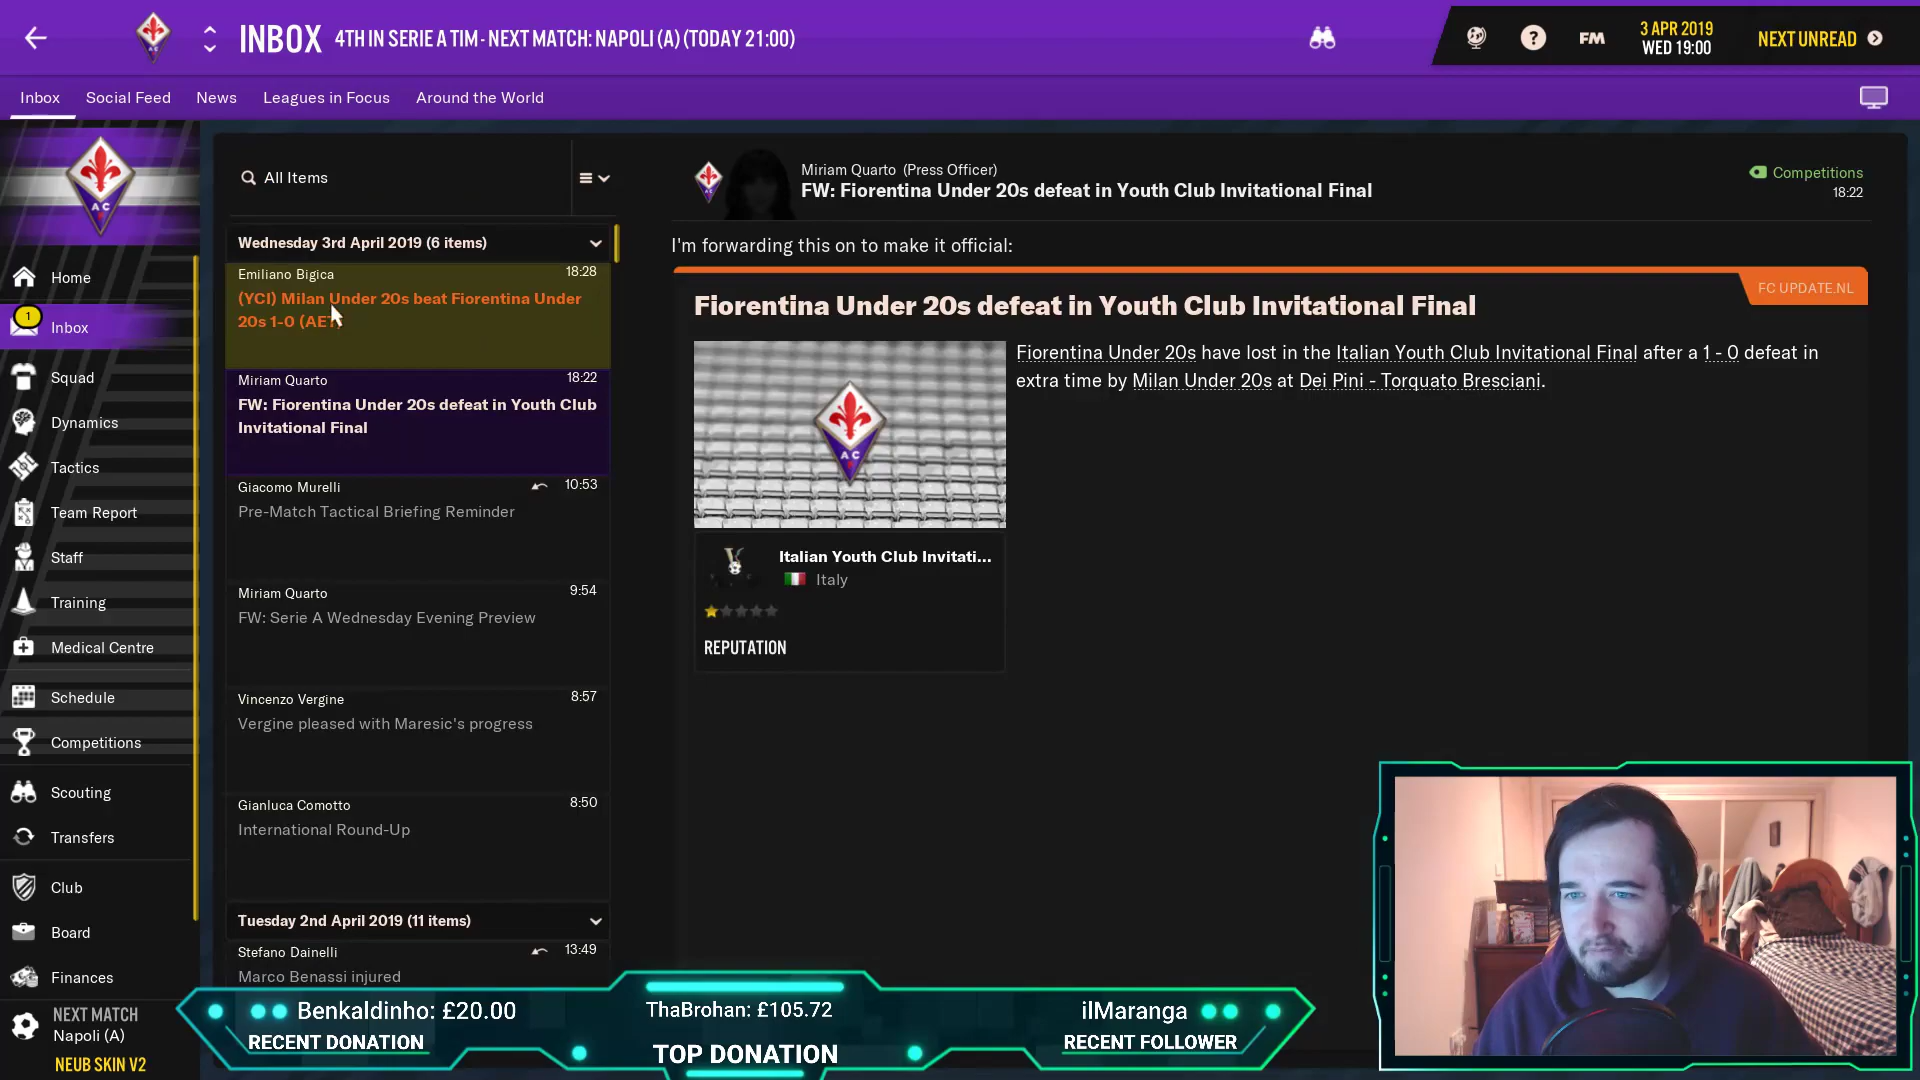 INBOX
4TH IN SERIE A TIM - NEXT MATCH: NAPOLI (A) (TODAY 21:00)
FM
3 APR 2019
WED 19:00
NEXT UNREAD
Inbox
Social Feed
News
Leagues in Focus
Around the World
AC
Home
1
Inbox
Squad
Dynamics
Tactics
Team Report
Staff
Training
Medical Centre
Schedule
Competitions
Scouting
Transfers
Club
Board
Finances
NEXT MATCH
Napoli (A)
NEUB SKIN V2
All Items
Wednesday 3rd April 2019 (6 items)
Emiliano Bigica 18:28
(YCI) Milan Under 20s beat Fiorentina Under
20s 1-0 (AE
Miriam Quarto 18:22
FW: Fiorentina Under 20s defeat in Youth Club
Invitational Final
Giacomo Murelli 10:53
Pre-Match Tactical Briefing Reminder
Miriam Quarto 9:54
FW: Serie A Wednesday Evening Preview
Vincenzo Vergine 8:57
Vergine pleased with Maresic's progress
Gianluca Comotto 8:50
International Round-Up
Tuesday 2nd April 2019 (11 items)
Stefano Dainelli 13:49
Marco Benassi injured
Miriam Quarto (Press Officer)
FW: Fiorentina Under 20s defeat in Youth Club Invitational Final
Competitions
18:22
I'm forwarding this on to make it official:
FC UPDATE.NL
Fiorentina Under 20s defeat in Youth Club Invitational Final
Fiorentina Under 20s have lost in the Italian Youth Club Invitational Final after a 1 - 0 defeat in
extra time by Milan Under 20s at Dei Pini - Torquato Bresciani.
AC
Italian Youth Club Invitati...
Italy
REPUTATION
Benkaldinho: £20.00
RECENT DONATION
ThaBrohan: £105.72
TOP DONATION
ilMaranga
RECENT FOLLOWER